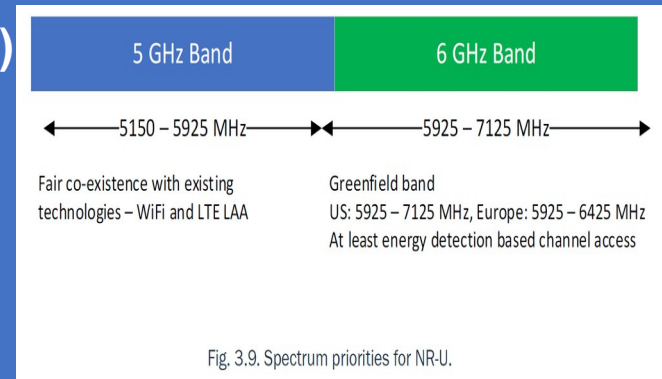 )
5 GHz Band
6 GHz Band
5150 – 5925 MHz
5925 – 7125 MHz
Fair co-existence with existing
technologies – WiFi and LTE LAA
Greenfield band
US: 5925 – 7125 MHz, Europe: 5925 – 6425 MHz
At least energy detection based channel access
Fig. 3.9. Spectrum priorities for NR-U.